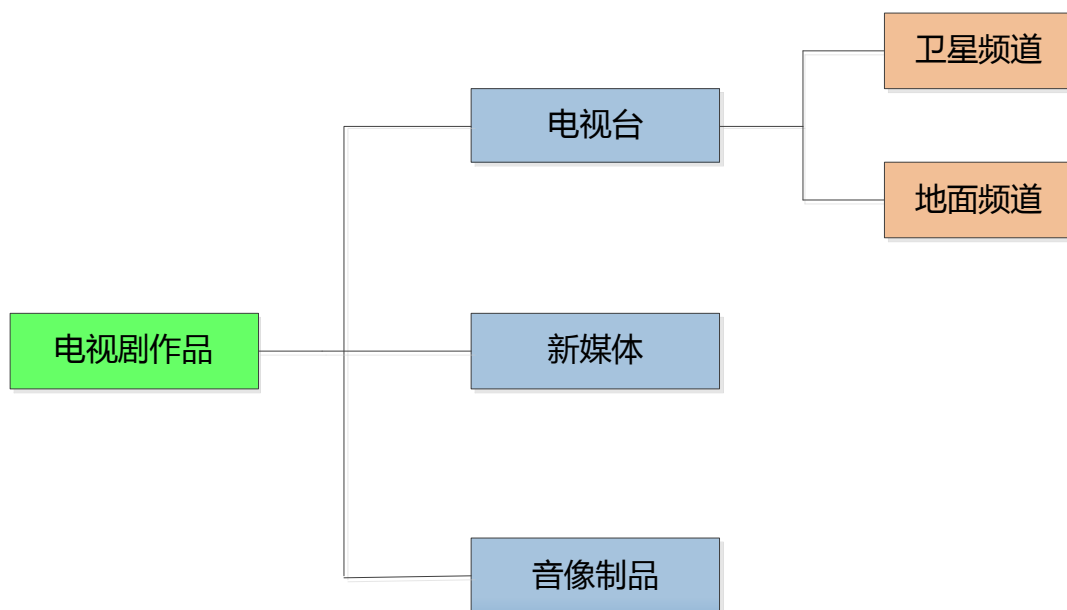 卫星频道
电视台
地面频道
电视剧作品
新媒体
音像制品